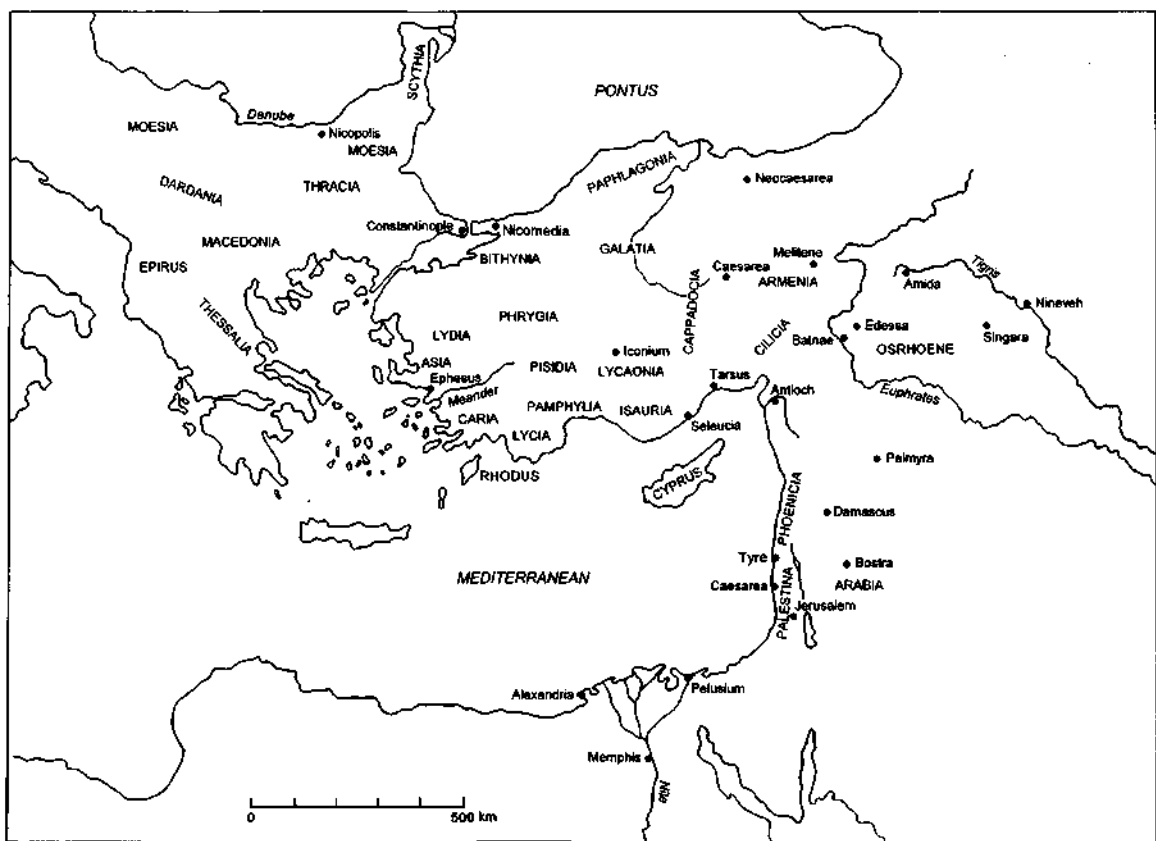 SCYTHIA
PONTUS
Danube
MOESIA
Nicopolis
MOESIA
PAPHLAGONIA
DARDANIA
THRACIA
Neocaesarea
Constantinople
Nicomedia
MACEDONIA
GALATIA
BITHYNIA
Melitene
EPIRUS
Caesarea
ARMENIA
Tigris
Amida
CAPPADOCIA
Nineveh
THESSALIA
PHRYGIA
LYDIA
CILICIA
Edessa
Singara
Batnae
OSRHOENE
Iconium
ASIA
PISIDIA
LYCAONIA
Ephesus
Tarsus
Meander
Antioch
Euphrates
CARIA
PAMPHYLIA
ISAURIA
Seleucia
LYCIA
Palmyra
RHODUS
CYPRUS
PHOENICIA
Damascus
Tyre
Bostra
MEDITERRANEAN
Caesarea
PALESTINA
ARABIA
Jerusalem
Alexandria
Pelusium
Memphis
Nile
0 500 km